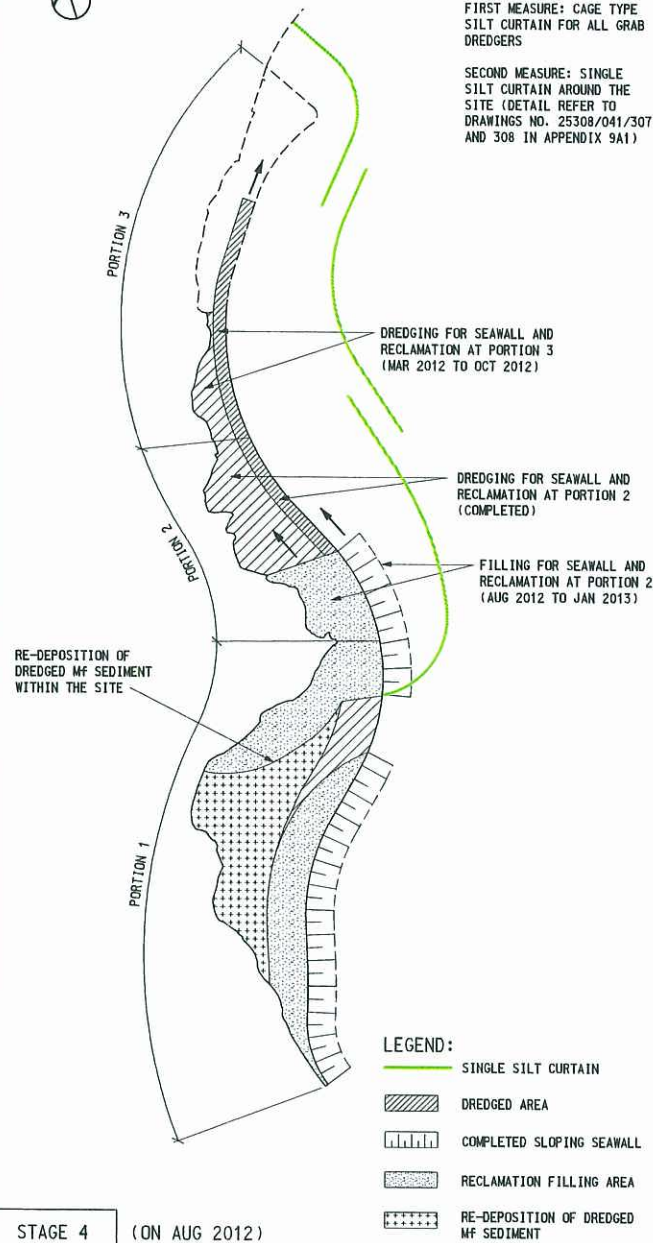 FIRST MEASURE: CAGE TYPE
SILT CURTAIN FOR ALL GRAB
DREDGERS
SECOND MEASURE: SINGLE
SILT CURTAIN AROUND THE
SITE (DETAIL REFER TO
DRAWINGS NO. 25308/041/307
AND 308 IN APPENDIX 9A1)
PORTION 3
DREDGING FOR SEAWALL AND
RECLAMATION AT PORTION 3
(MAR 2012 TO OCT 2012)
DREDGING FOR SEAWALL AND
RECLAMATION AT PORTION 2
(COMPLETED)
PORTION 2
FILLING FOR SEAWALL AND
RECLAMATION AT PORTION 2
(AUG 2012 TO JAN 2013)
RE-DEPOSITION OF
DREDGED Mf SEDIMENT
WITHIN THE SITE
PORTION 1
LEGEND:
SINGLE SILT CURTAIN
DREDGED AREA
COMPLETED SLOPING SEAWALL
RECLAMATION FILLING AREA
RE-DEPOSITION OF DREDGED
Mf SEDIMENT
STAGE 4 (ON AUG 2012)